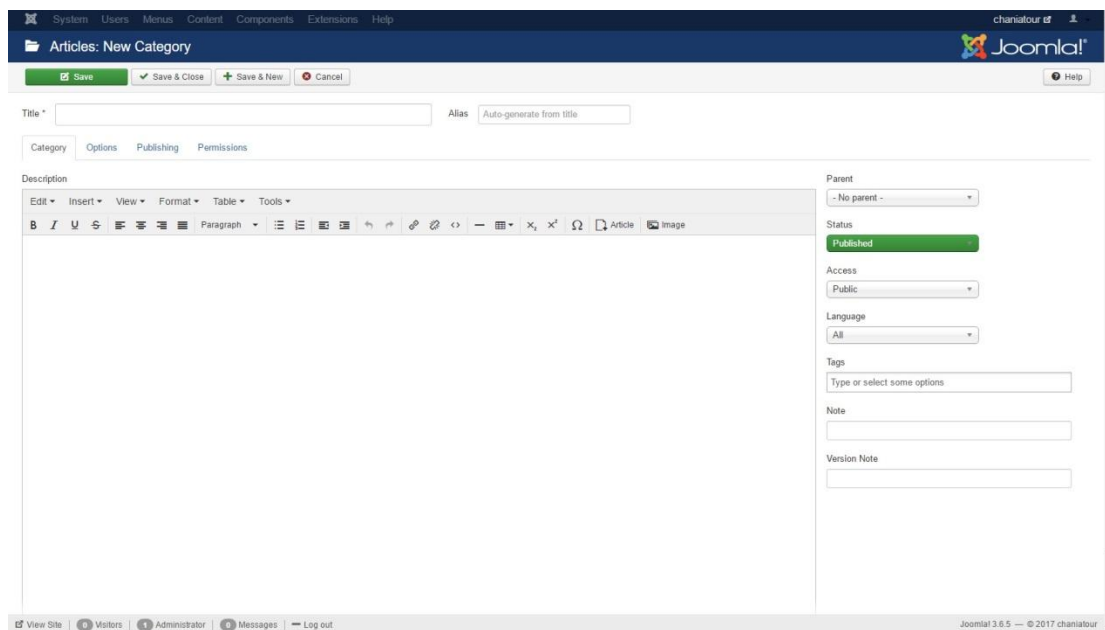 System Users Menus Content Components Extensions Help chaniatour
Articles: New Category Joomla!®
Save Save & Close Save & New Cancel Help
Title * Alias Auto-generate from title
Category Options Publishing Permissions
Description Parent
Edit Insert View Format Table Tools - No parent -
B I U S Paragraph X₂ X² Ω Article Image Status
Published
Access
Public
Language
All
Tags
Type or select some options
Note
Version Note
View Site | 0 Visitors | 1 Administrator | 0 Messages | Log out Joomla! 3.6.5 — © 2017 chaniatour